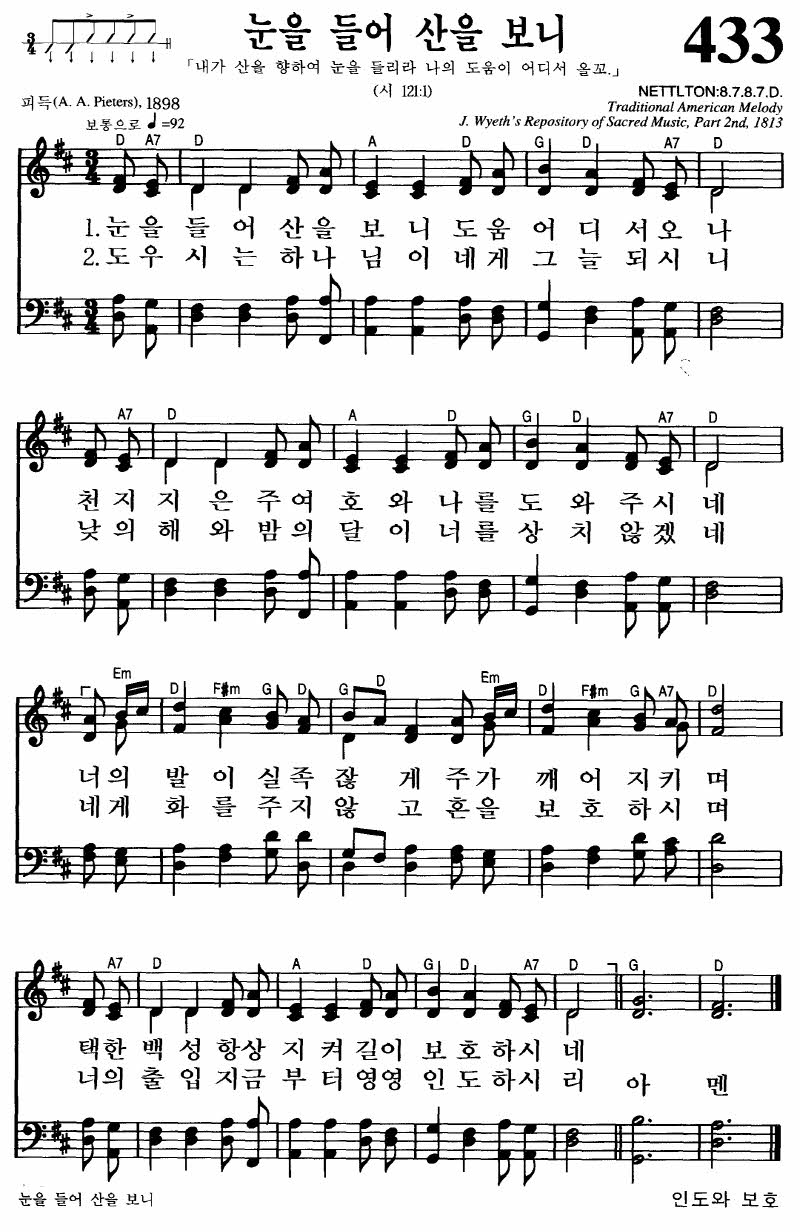 눈을 들어 산을 보니 433
「내가 산을 향하여 눈을 들리라 나의 도움이 어디서 올꼬.」
(시 121:1)
NETTLTON:8.7.8.7.D.
피득(A. A. Pieters), 1898
Traditional American Melody
보통으로 ♩=92
J. Wyeth's Repository of Sacred Music, Part 2nd, 1813
3/4
D A7 D A D G D A7 D
3/4
1.눈을 들 어 산을 보 니 도움 어 디 서오 나
2.도우 시 는 하나 님 이 네게 그 늘 되시 니
3/4
A7 D A D G D A7 D
천지 지 은 주여 호 와 나를 도 와 주시 네
낮의 해 와 밤의 달 이 너를 상 치 않겠 네
Em D F#m G D G D Em D F#m G A7 D
너의 발 이 실족 잖 게 주가 깨 어 지키 며
네게 화 를 주지 않 고 혼을 보 호 하시 며
A7 D A D G D A7 D G D
택한 백 성 항상 지 켜 길이 보 호 하시 네
너의 출 입 지금 부 터 영영 인 도 하시 리 아 멘
눈을 들어 산을 보니 인도와 보호